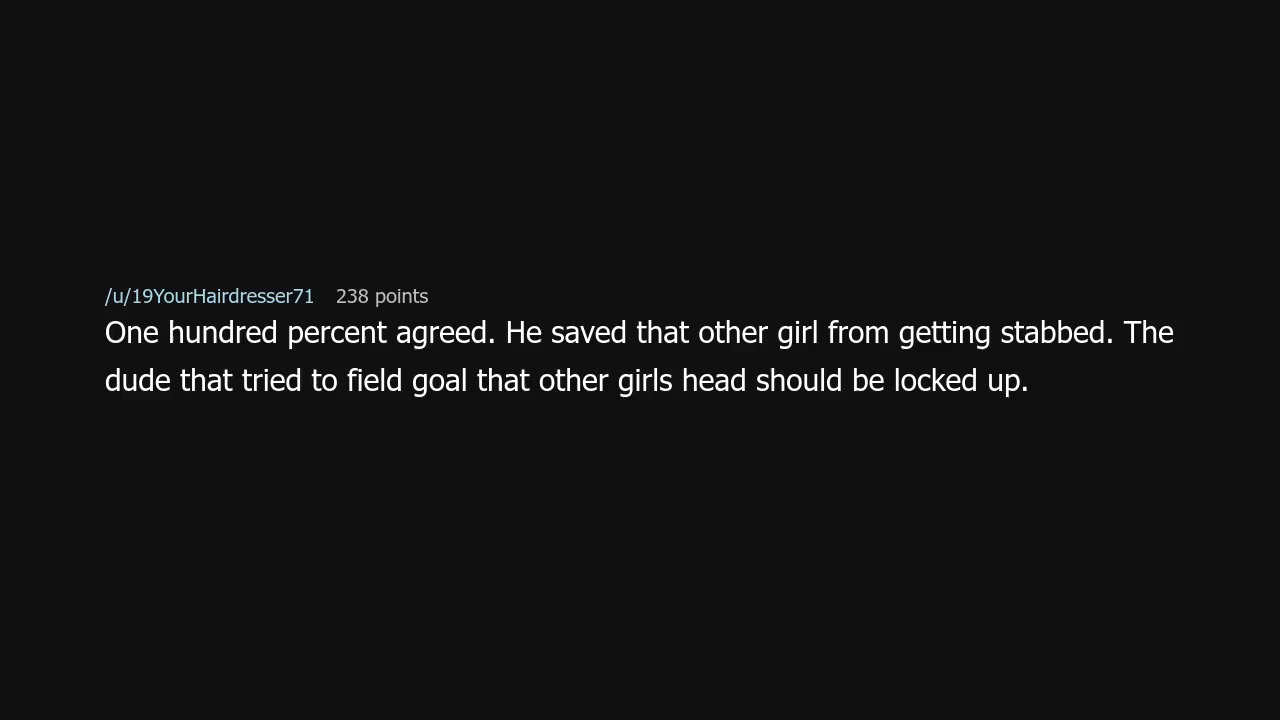 /u/19YourHairdresser71 238 points
One hundred percent agreed. He saved that other girl from getting stabbed. The
dude that tried to field goal that other girls head should be locked up.